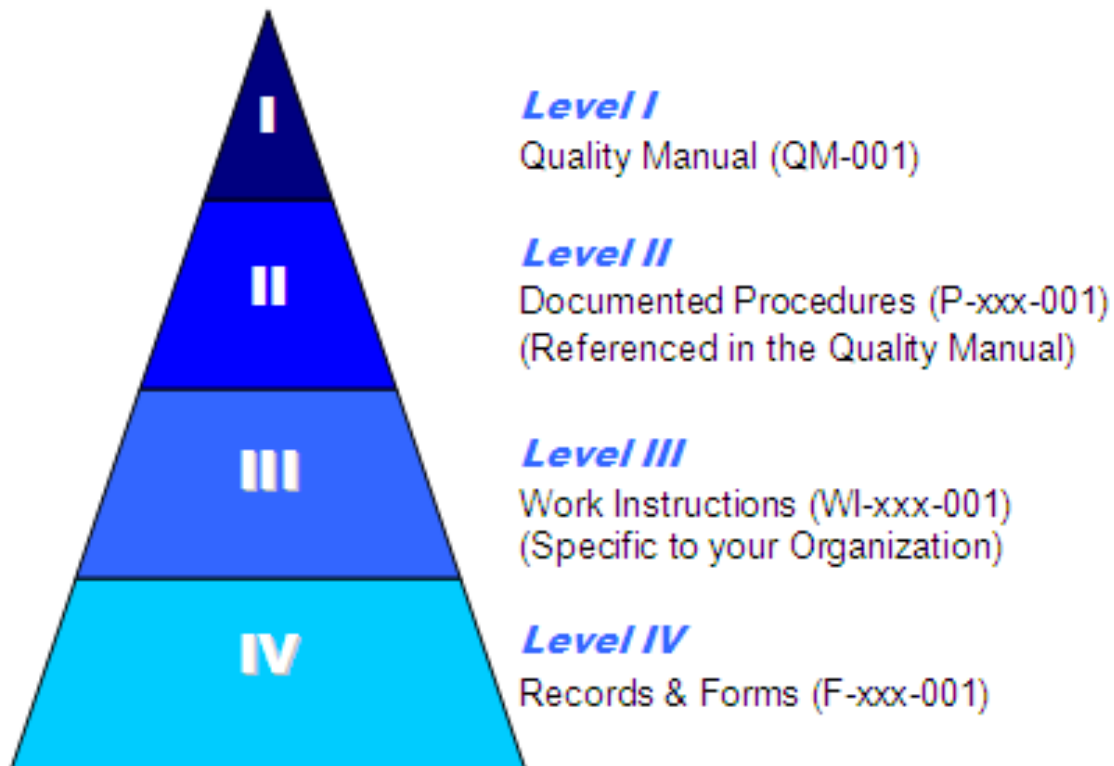 I
Level I
Quality Manual (QM-001)
II
Level II
Documented Procedures (P-xxx-001)
(Referenced in the Quality Manual)
III
Level III
Work Instructions (WI-xxx-001)
(Specific to your Organization)
IV
Level IV
Records & Forms (F-xxx-001)